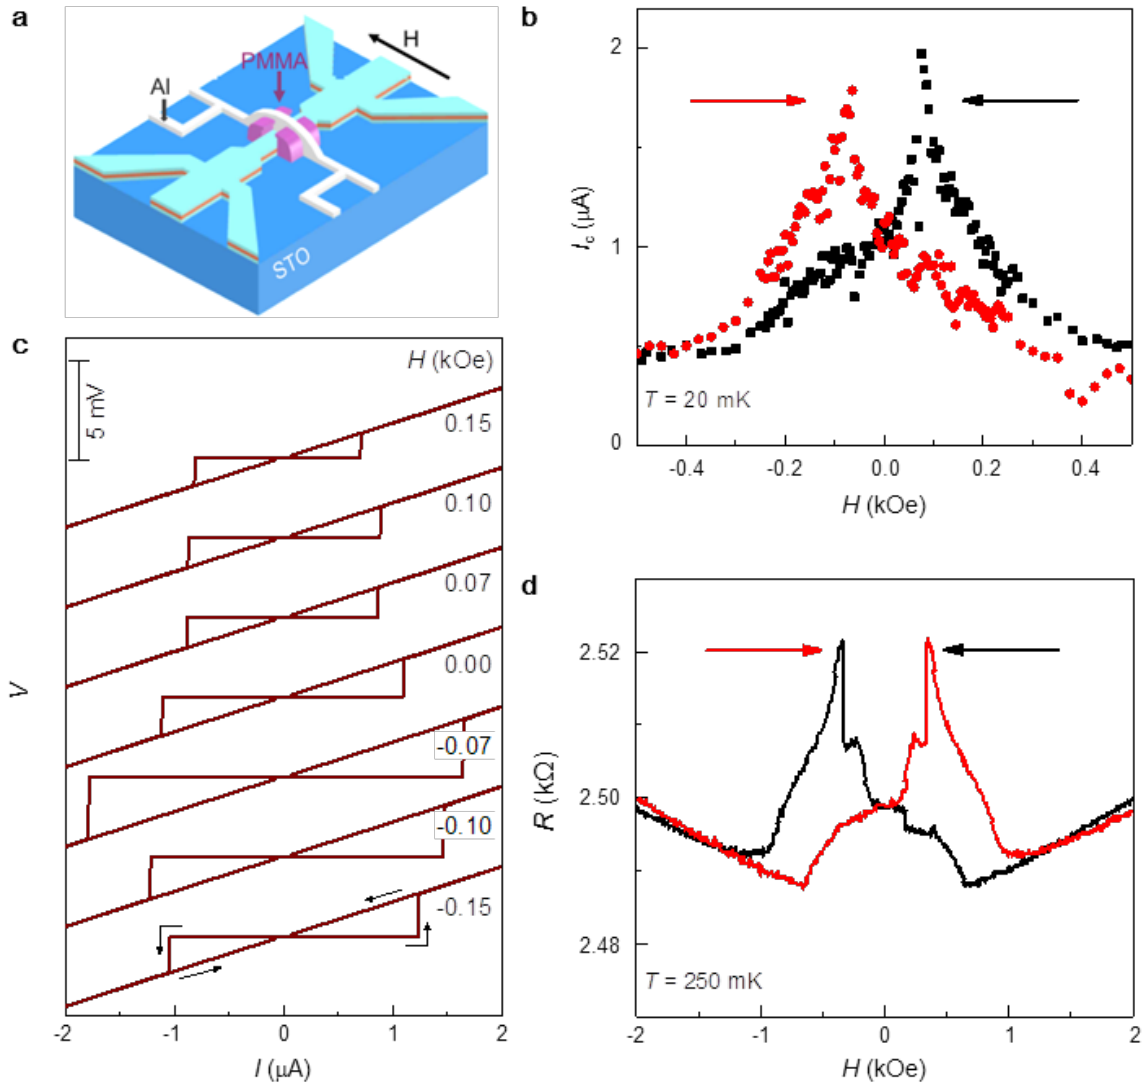 a
H
PMMA
Al
STO
b
2
1
0
I_c (μA)
T = 20 mK
-0.4
-0.2
0.0
0.2
0.4
H (kOe)
c
H (kOe)
5 mV
0.15
0.10
0.07
0.00
-0.07
-0.10
-0.15
V
-2
-1
0
1
2
I (μA)
d
2.52
2.50
2.48
R (kΩ)
T = 250 mK
-2
-1
0
1
2
H (kOe)